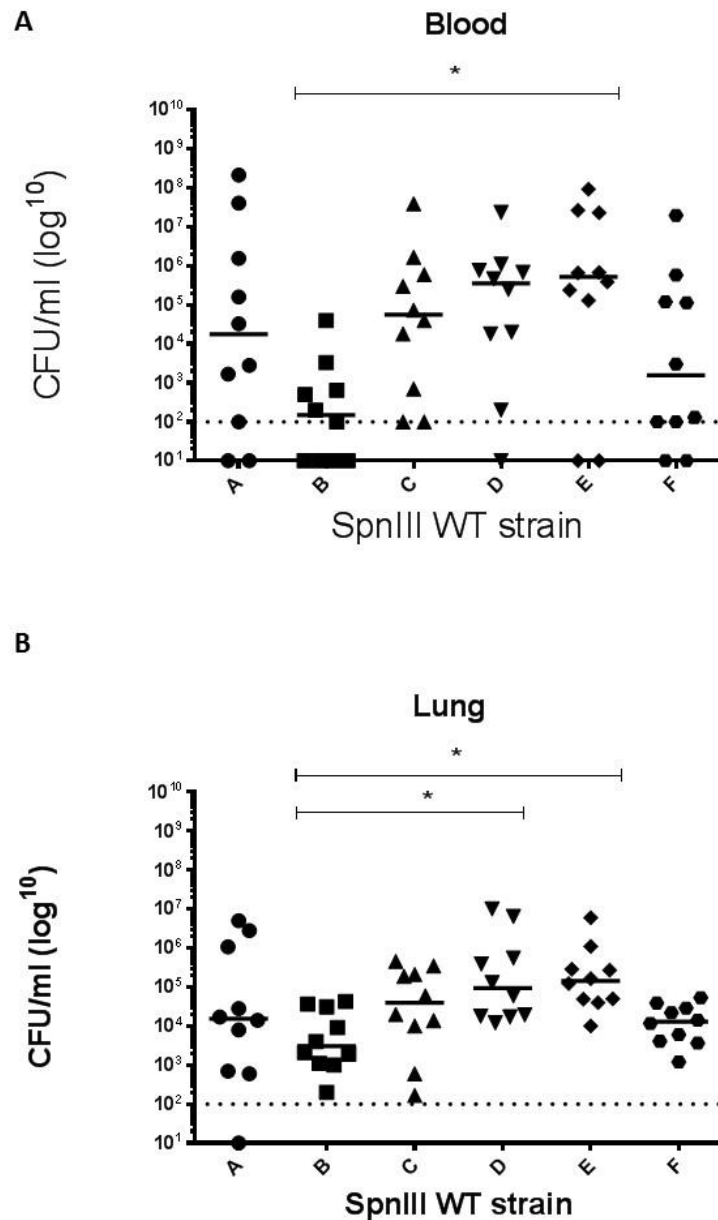 A
Blood
*
10^10
10^9
10^8
10^7
10^6
10^5
10^4
10^3
10^2
10^1
CFU/ml (log^10)
A B C D E F
SpnIII WT strain
B
Lung
*
*
10^10
10^9
10^8
10^7
10^6
10^5
10^4
10^3
10^2
10^1
CFU/ml (log^10)
A B C D E F
SpnIII WT strain